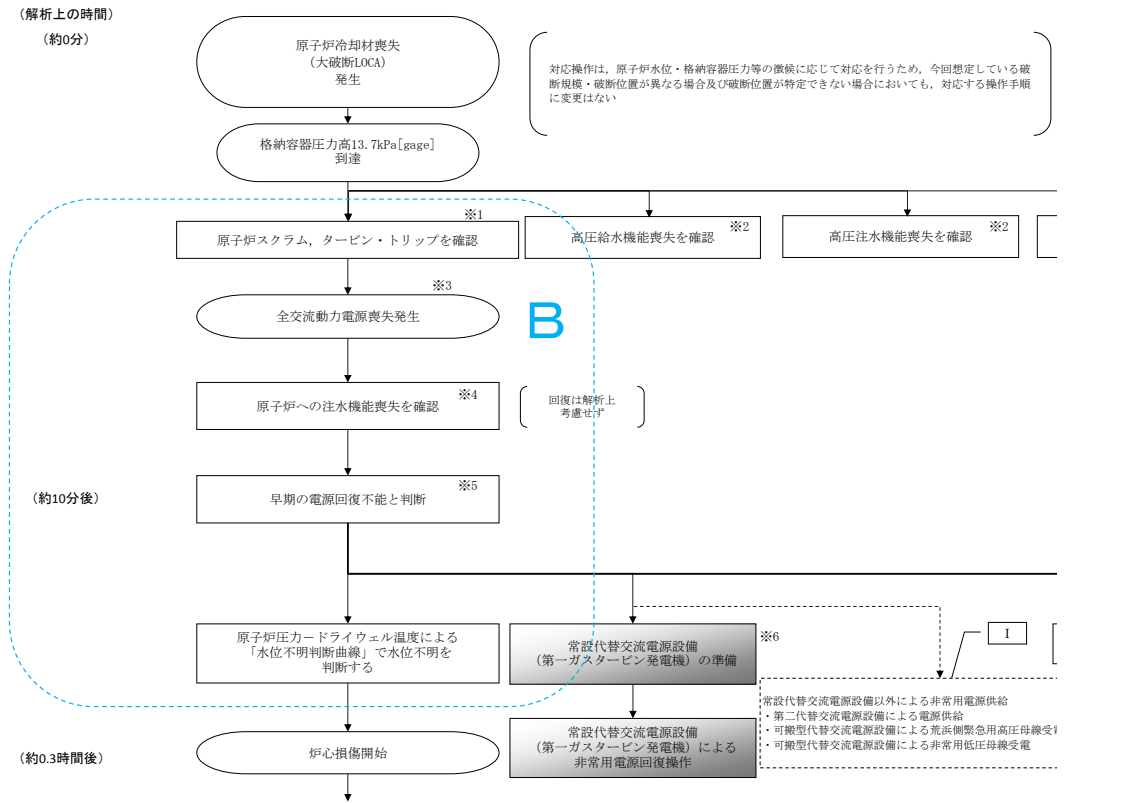 （解析上の時間）
（約0分）
原子炉冷却材喪失
（大破断LOCA）
発生
対応操作は，原子炉水位・格納容器圧力等の徴候に応じて対応を行うため，今回想定している破
断規模・破断位置が異なる場合及び破断位置が特定できない場合においても，対応する操作手順
に変更はない
格納容器圧力高13.7kPa[gage]
到達
※1
原子炉スクラム，タービン・トリップを確認
※2
高圧給水機能喪失を確認
※2
高圧注水機能喪失を確認
※3
全交流動力電源喪失発生
B
※4
原子炉への注水機能喪失を確認
回復は解析上
考慮せず
（約10分後）
※5
早期の電源回復不能と判断
原子炉圧力－ドライウェル温度による
「水位不明判断曲線」で水位不明を
判断する
※6
常設代替交流電源設備
（第一ガスタービン発電機）の準備
I
常設代替交流電源設備以外による非常用電源供給
・第二代替交流電源設備による電源供給
・可搬型代替交流電源設備による荒浜側緊急用高圧母線受
・可搬型代替交流電源設備による非常用低圧母線受電
（約0.3時間後）
炉心損傷開始
常設代替交流電源設備
（第一ガスタービン発電機）による
非常用電源回復操作